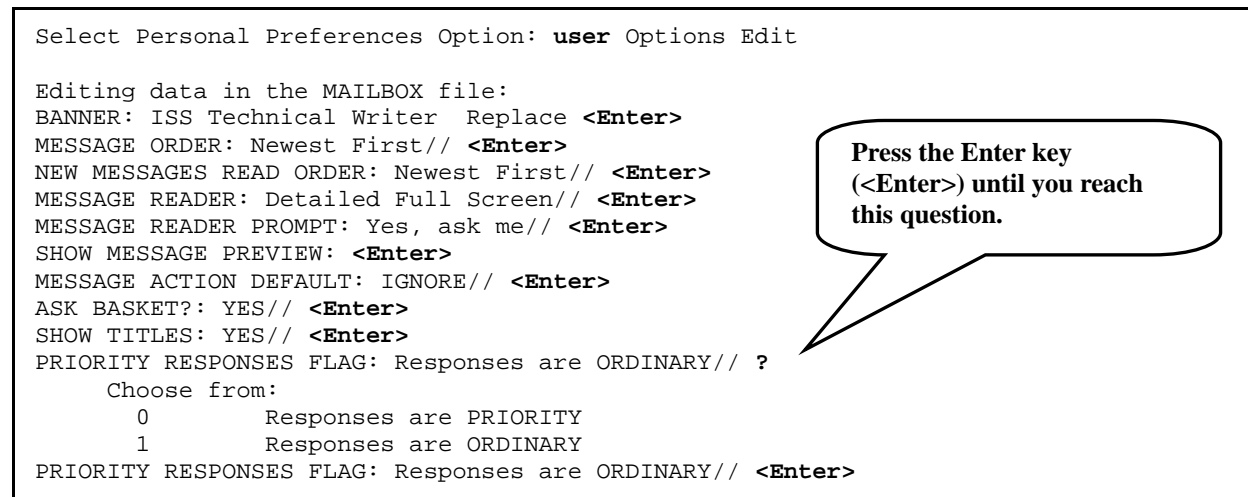 Select Personal Preferences Option: user Options Edit
Editing data in the MAILBOX file:
BANNER: ISS Technical Writer  Replace <Enter>
MESSAGE ORDER: Newest First// <Enter>
NEW MESSAGES READ ORDER: Newest First// <Enter>
MESSAGE READER: Detailed Full Screen// <Enter>
MESSAGE READER PROMPT: Yes, ask me// <Enter>
SHOW MESSAGE PREVIEW: <Enter>
MESSAGE ACTION DEFAULT: IGNORE// <Enter>
ASK BASKET?: YES// <Enter>
SHOW TITLES: YES// <Enter>
PRIORITY RESPONSES FLAG: Responses are ORDINARY// ?
Choose from:
0 Responses are PRIORITY
1 Responses are ORDINARY
PRIORITY RESPONSES FLAG: Responses are ORDINARY// <Enter>
Press the Enter key
(<Enter>) until you reach
this question.